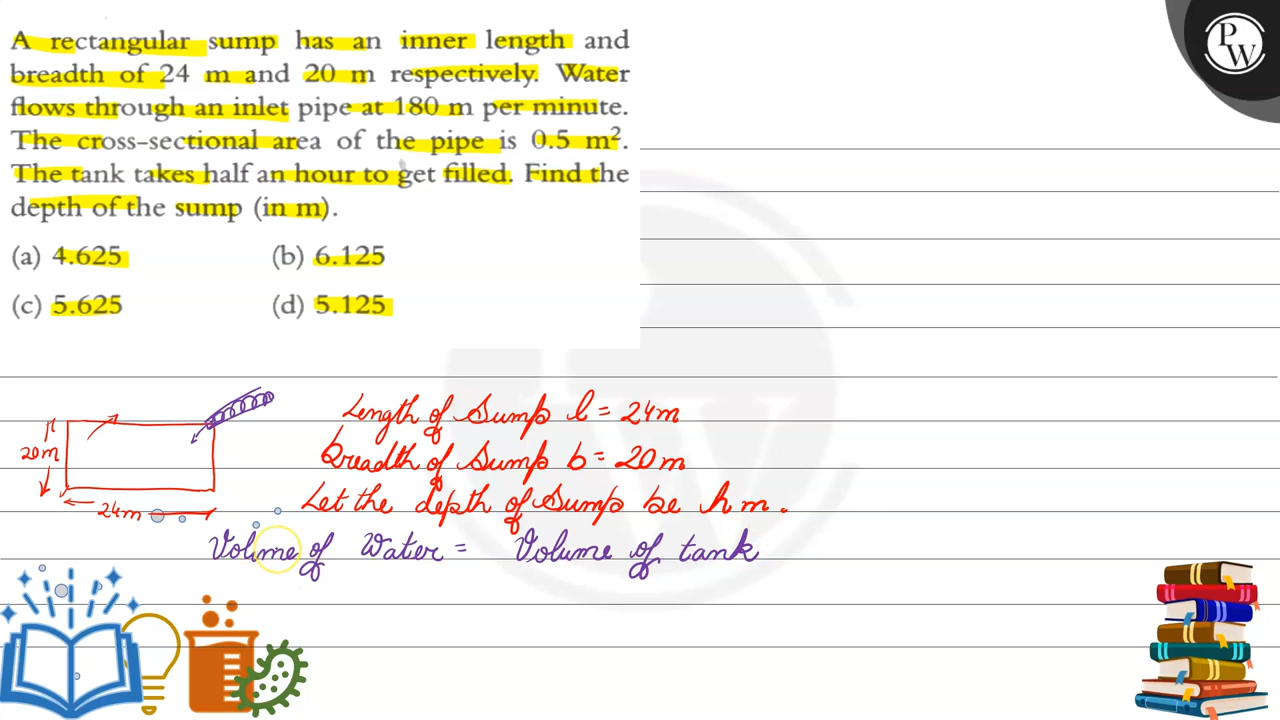 A rectangular sump has an inner length and
breadth of 24 m and 20 m respectively. Water
flows through an inlet pipe at 180 m per minute.
The cross-sectional area of the pipe is 0.5 m².
The tank takes half an hour to get filled. Find the
depth of the sump (in m).
(a) 4.625 (b) 6.125
(c) 5.625 (d) 5.125
PW
20m
24m
Length of Sump l = 24m
Breadth of Sump b = 20m
Let the depth of Sump be h m.
Volime of Water = Volume of tank